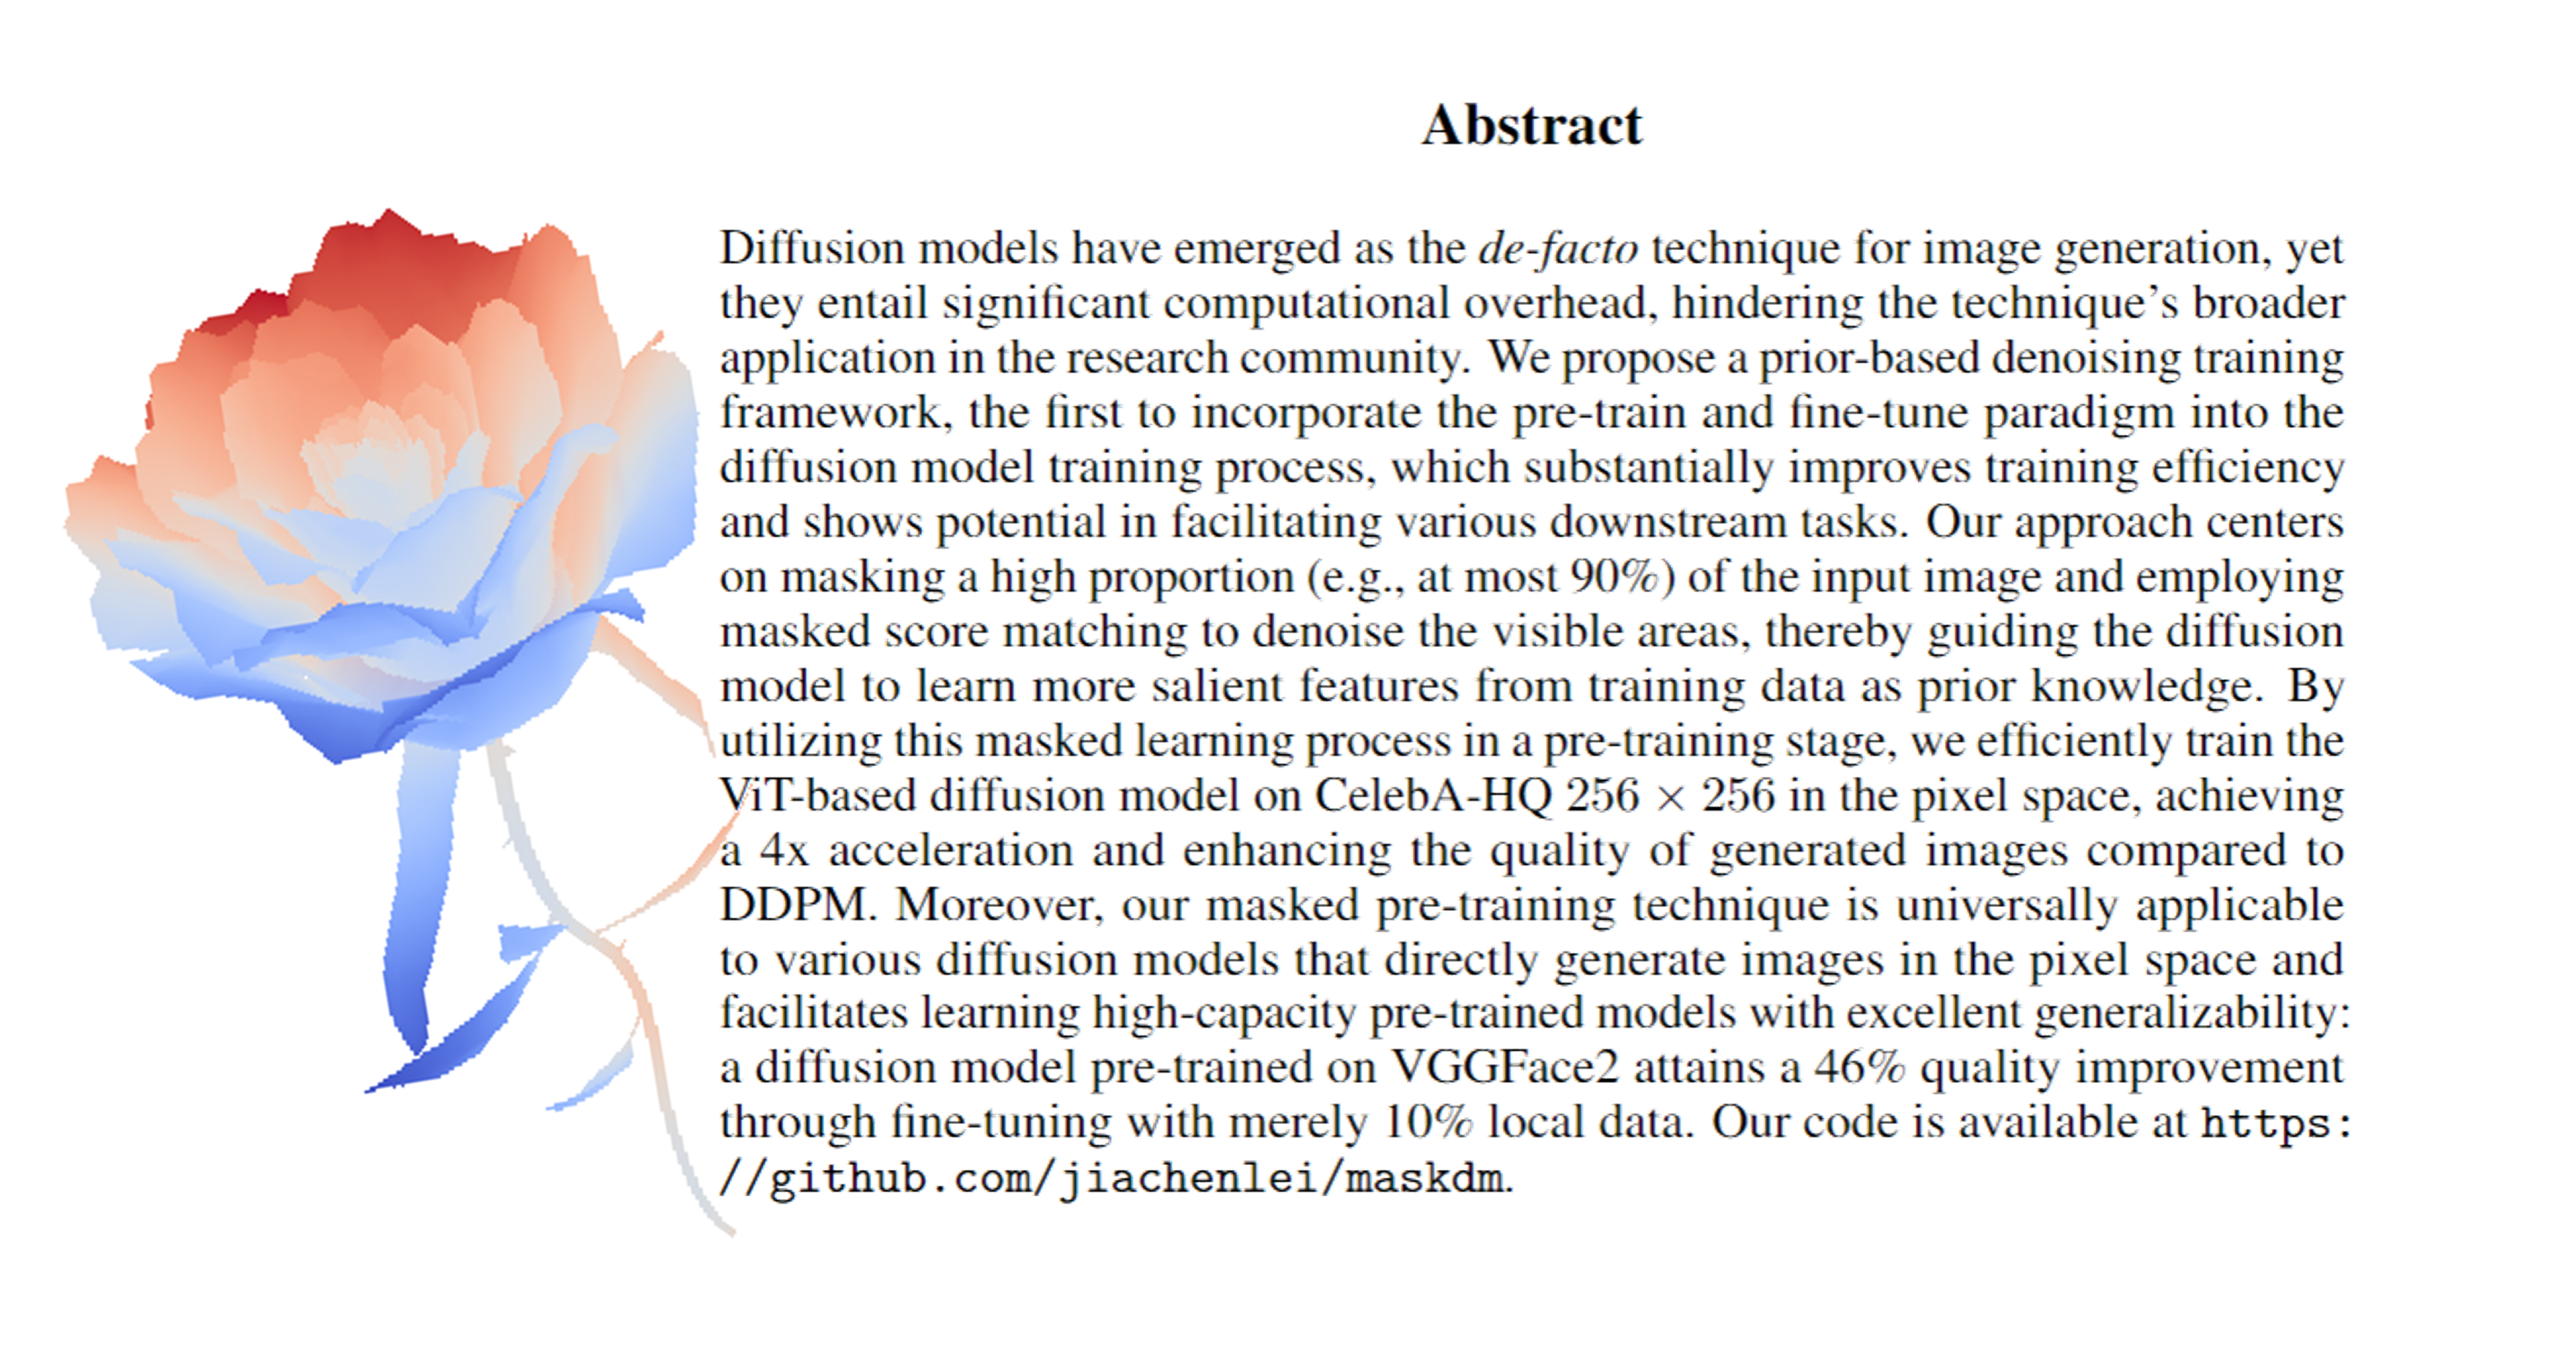 Abstract
Diffusion models have emerged as the de-facto technique for image generation, yet
they entail significant computational overhead, hindering the technique's broader
application in the research community. We propose a prior-based denoising training
framework, the first to incorporate the pre-train and fine-tune paradigm into the
diffusion model training process, which substantially improves training efficiency
and shows potential in facilitating various downstream tasks. Our approach centers
on masking a high proportion (e.g., at most 90%) of the input image and employing
masked score matching to denoise the visible areas, thereby guiding the diffusion
model to learn more salient features from training data as prior knowledge. By
utilizing this masked learning process in a pre-training stage, we efficiently train the
ViT-based diffusion model on CelebA-HQ 256 × 256 in the pixel space, achieving
a 4x acceleration and enhancing the quality of generated images compared to
DDPM. Moreover, our masked pre-training technique is universally applicable
to various diffusion models that directly generate images in the pixel space and
facilitates learning high-capacity pre-trained models with excellent generalizability:
a diffusion model pre-trained on VGGFace2 attains a 46% quality improvement
through fine-tuning with merely 10% local data. Our code is available at https:
//github.com/jiachenlei/maskdm.